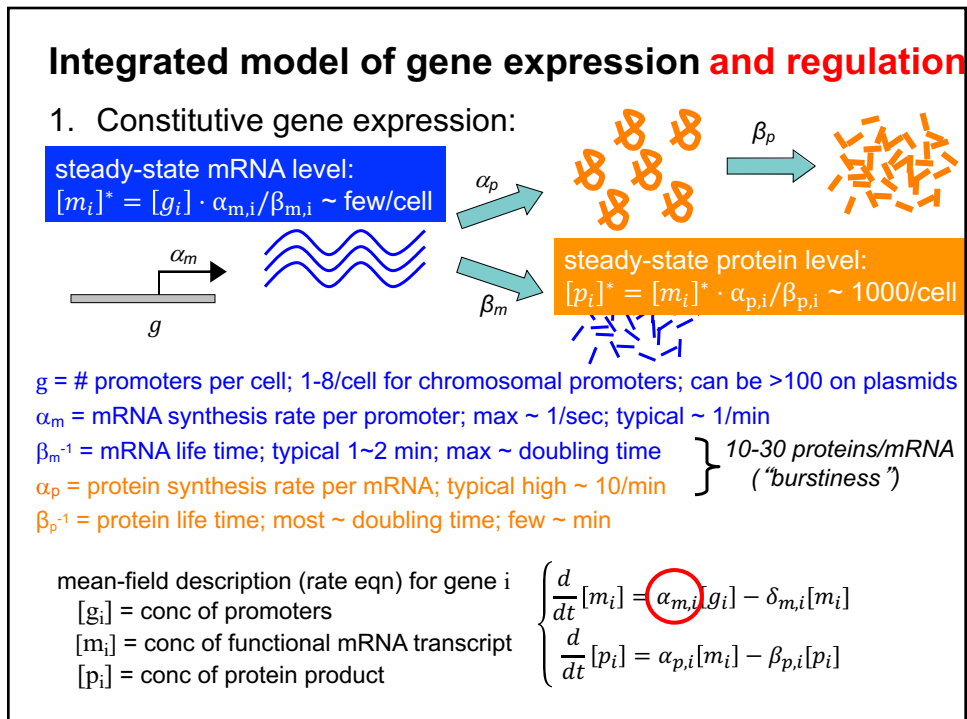 Integrated model of gene expression and regulation
1. Constitutive gene expression:
steady-state mRNA level:
[mᵢ]* = [gᵢ] · αm,i/βm,i ~ few/cell
αm
g
αp
βm
βp
steady-state protein level:
[pᵢ]* = [mᵢ]* · αp,i/βp,i ~ 1000/cell
g = # promoters per cell; 1-8/cell for chromosomal promoters; can be >100 on plasmids
αm = mRNA synthesis rate per promoter; max ~ 1/sec; typical ~ 1/min
βm⁻¹ = mRNA life time; typical 1~2 min; max ~ doubling time
αp = protein synthesis rate per mRNA; typical high ~ 10/min
βp⁻¹ = protein life time; most ~ doubling time; few ~ min
10-30 proteins/mRNA
(“burstiness”)
mean-field description (rate eqn) for gene i
[gᵢ] = conc of promoters
[mᵢ] = conc of functional mRNA transcript
[pᵢ] = conc of protein product
d/dt [mᵢ] = αm,i[gᵢ] − δm,i[mᵢ]
d/dt [pᵢ] = αp,i[mᵢ] − βp,i[pᵢ]